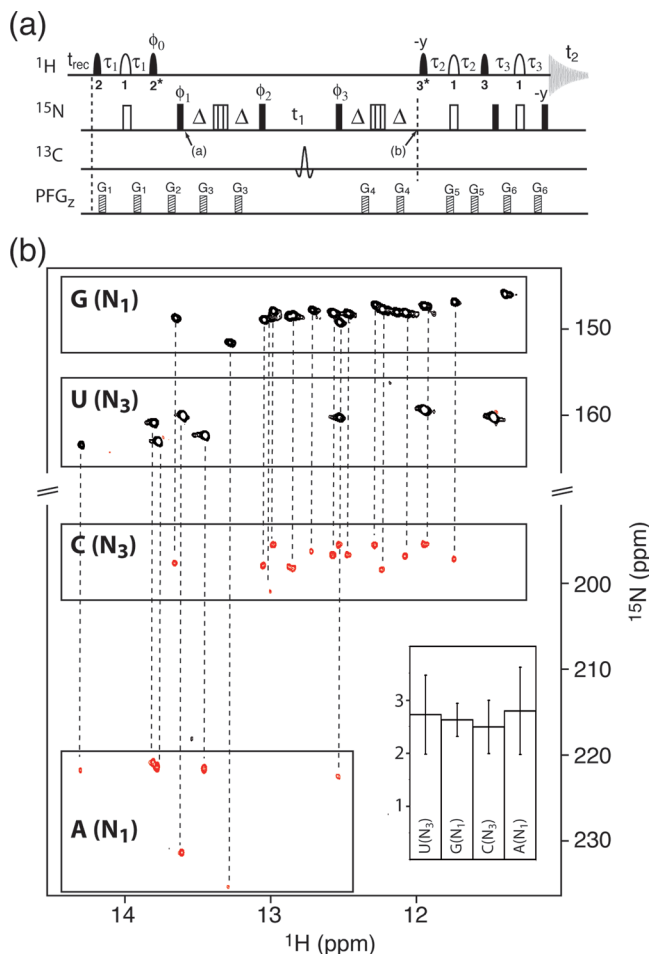 (a)
ϕ0
-y
t2
1H trec τ1 τ1 τ2 τ2 τ3 τ3
2 1 2* 3* 1 3 1
ϕ1 ϕ2 ϕ3 -y
15N Δ Δ t1 Δ Δ
(a) (b)
13C
G1 G1 G2 G3 G3 G4 G4 G5 G5 G6 G6
PFGz
(b)
G (N1)
150
U (N3)
160
C (N3)
200
15N (ppm)
210
3
220
2
A (N1)
1
230
U(N3) G(N1) C(N3) A(N1)
14 13 12
1H (ppm)